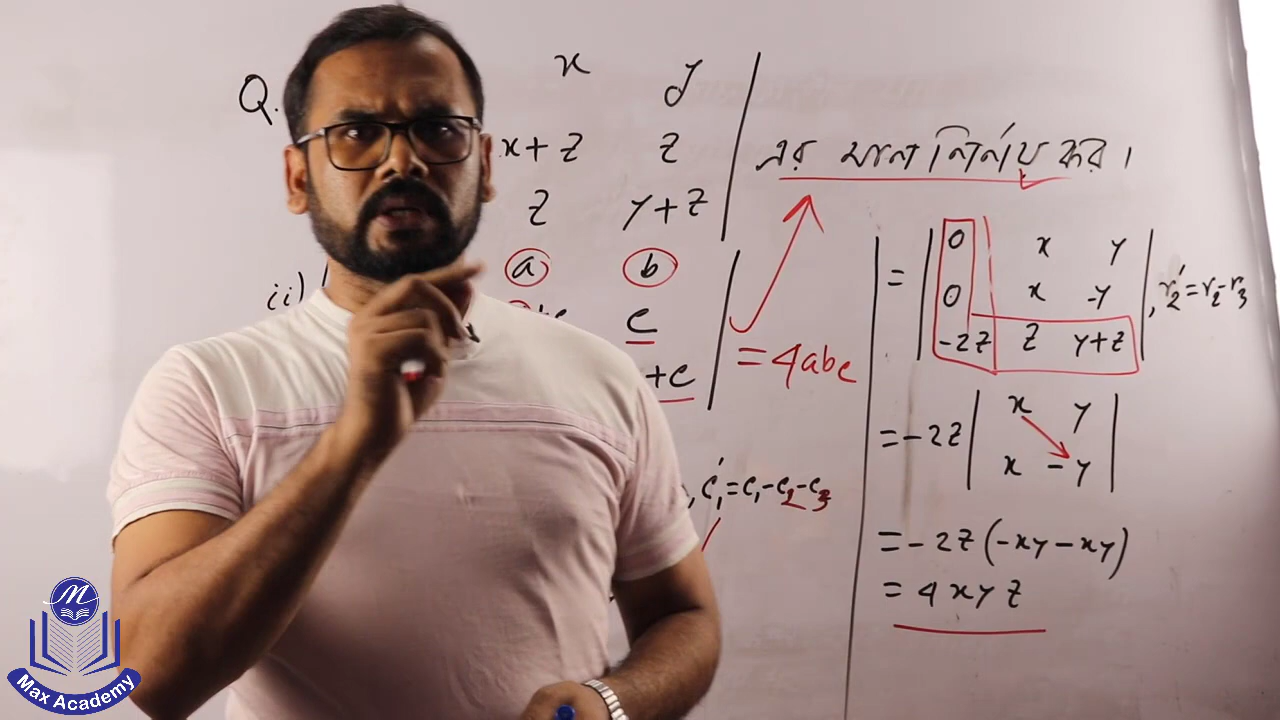 Q.
x y
x+z z
z y+z
এর মান নির্ণয় কর।
ii)
a b
+c c
+c
= 4abc
, c₁′=c₁-c₂-c₃
= | 0 x y |
| 0 x -y | , r₂′=r₂-r₃
| -2z z y+z |
=-2z | x y |
| x -y |
=-2z(-xy-xy)
= 4xyz
M
Max Academy